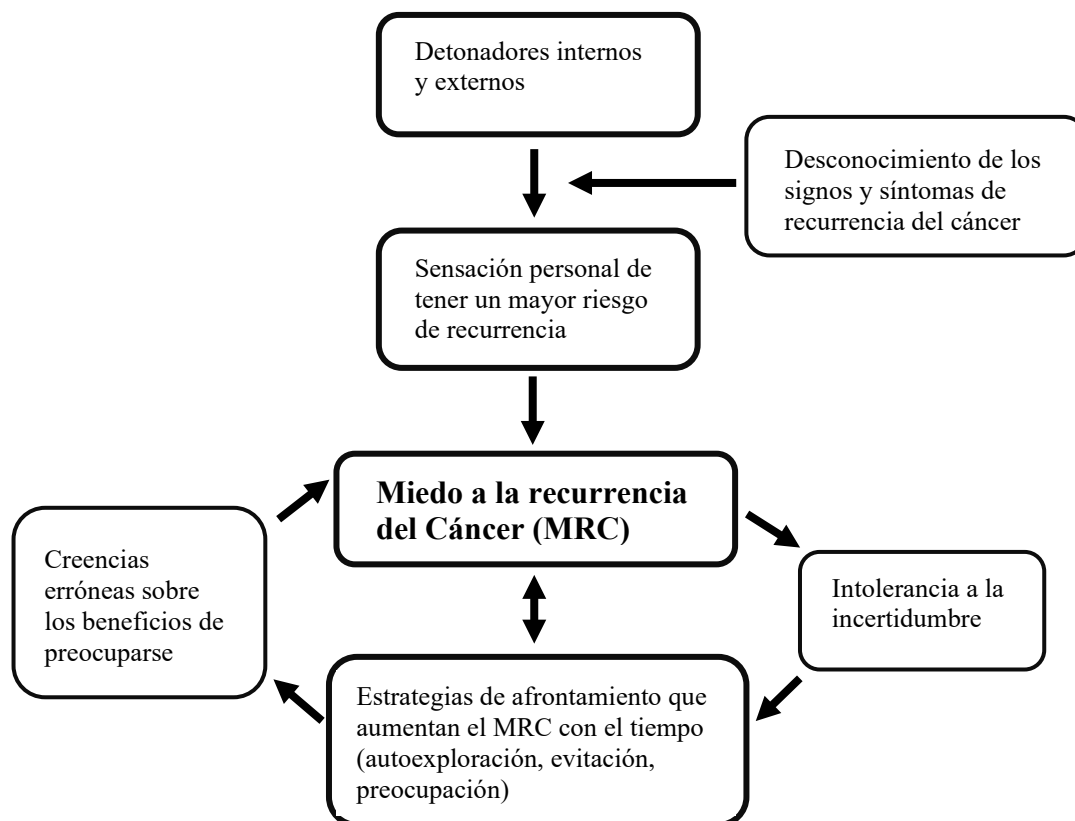 Detonadores internos
y externos
Desconocimiento de los
signos y síntomas de
recurrencia del cáncer
Sensación personal de
tener un mayor riesgo
de recurrencia
Miedo a la recurrencia
del Cáncer (MRC)
Creencias
erróneas sobre
los beneficios de
preocuparse
Intolerancia a la
incertidumbre
Estrategias de afrontamiento que
aumentan el MRC con el tiempo
(autoexploración, evitación,
preocupación)